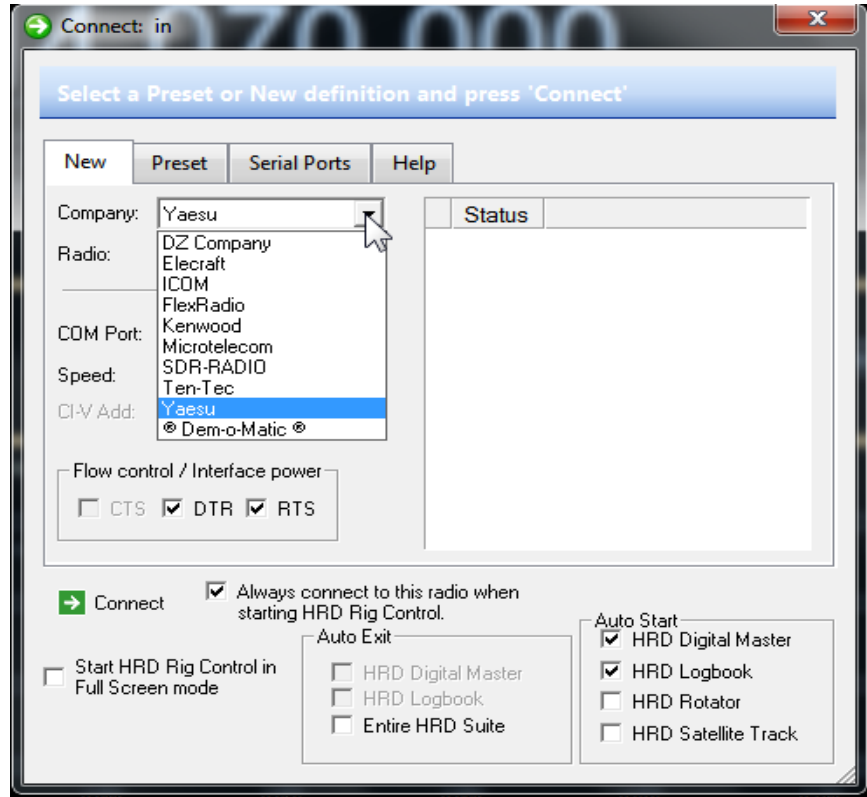 Connect: in
4.070.000
Select a Preset or New definition and press 'Connect'
New Preset Serial Ports Help
Company: Yaesu
Status
DZ Company
Radio:
Elecraft
ICOM
FlexRadio
Kenwood
COM Port:
Microtelecom
SDR-RADIO
Speed:
Ten-Tec
Yaesu
CI-V Add:
® Dem-o-Matic ®
Flow control / Interface power
CTS DTR RTS
Connect
Always connect to this radio when
starting HRD Rig Control.
Start HRD Rig Control in
Full Screen mode
Auto Exit
HRD Digital Master
HRD Logbook
Entire HRD Suite
Auto Start
HRD Digital Master
HRD Logbook
HRD Rotator
HRD Satellite Track